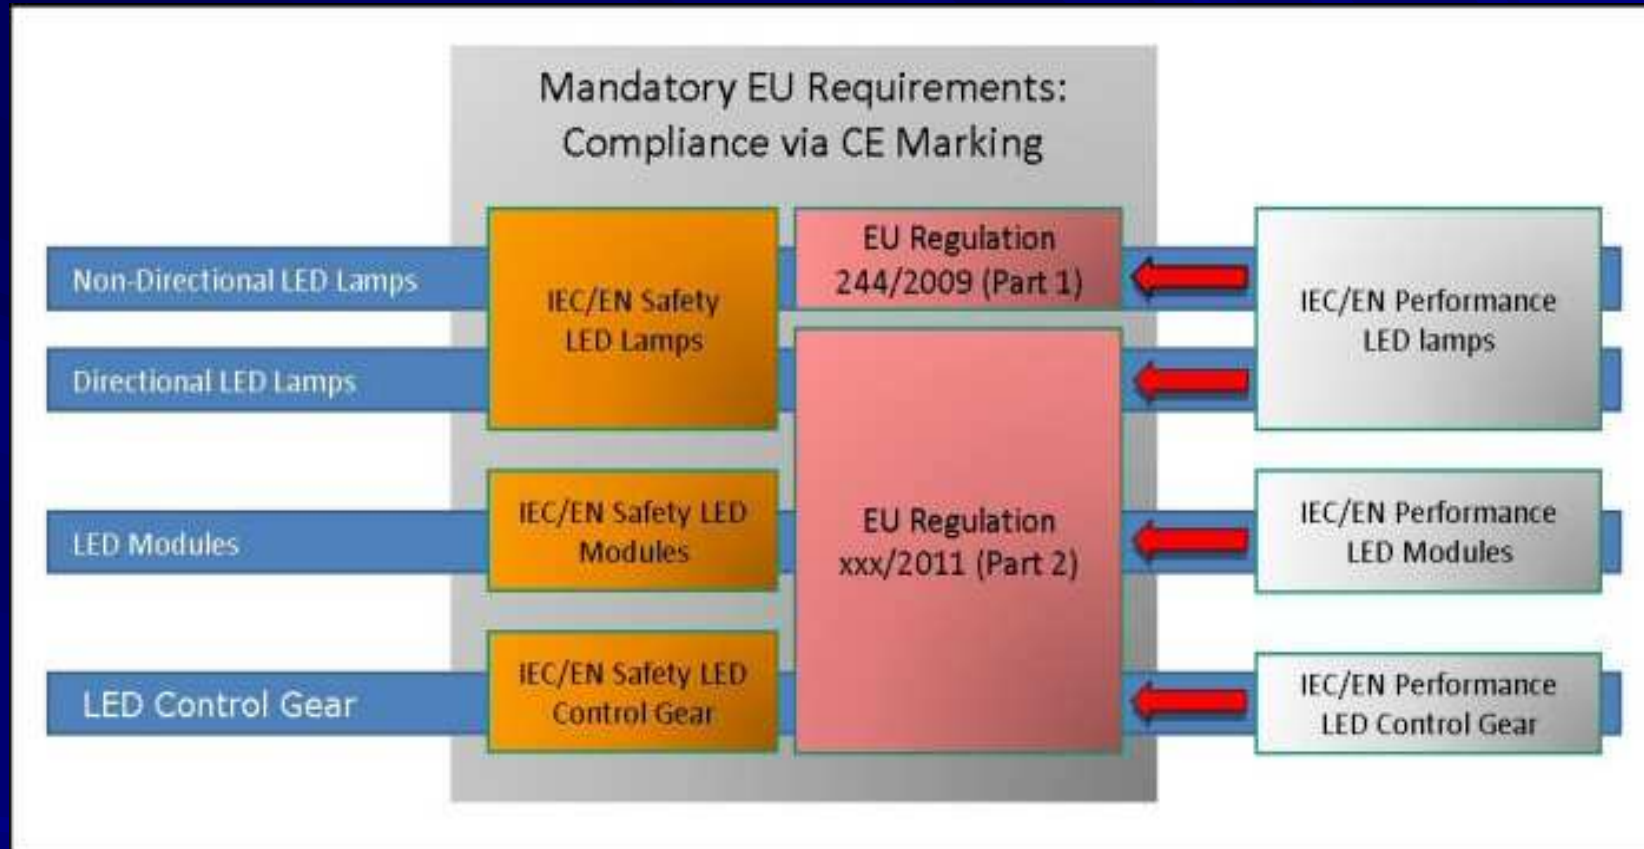 Mandatory EU Requirements:
Compliance via CE Marking
Non-Directional LED Lamps
IEC/EN Safety
LED Lamps
EU Regulation
244/2009 (Part 1)
IEC/EN Performance
LED lamps
Directional LED Lamps
LED Modules
IEC/EN Safety LED
Modules
EU Regulation
xxx/2011 (Part 2)
IEC/EN Performance
LED Modules
LED Control Gear
IEC/EN Safety LED
Control Gear
IEC/EN Performance
LED Control Gear